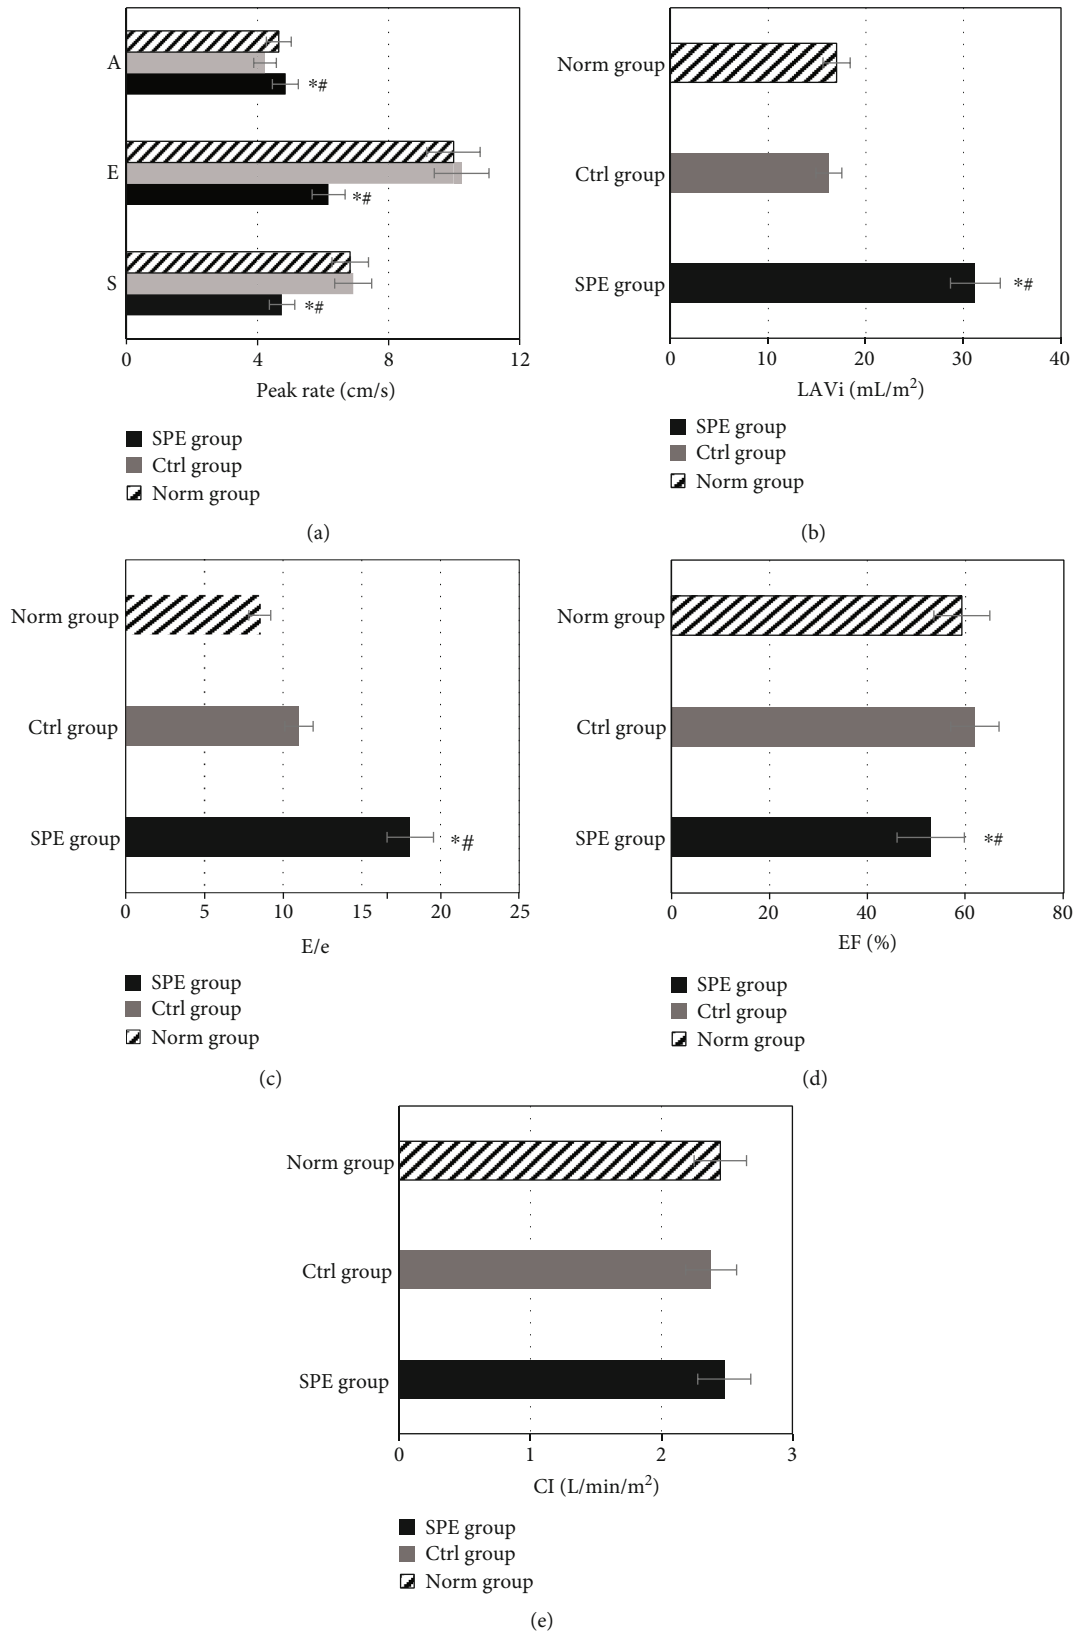 A
*#
E
*#
S
*#
0 4 8 12
Peak rate (cm/s)
SPE group
Ctrl group
Norm group
(a)
Norm group
Ctrl group
SPE group
*#
0 10 20 30 40
LAVi (mL/m²)
SPE group
Ctrl group
Norm group
(b)
Norm group
Ctrl group
SPE group
*#
0 5 10 15 20 25
E/e
SPE group
Ctrl group
Norm group
(c)
Norm group
Ctrl group
SPE group
*#
0 20 40 60 80
EF (%)
SPE group
Ctrl group
Norm group
(d)
Norm group
Ctrl group
SPE group
0 1 2 3
CI (L/min/m²)
SPE group
Ctrl group
Norm group
(e)